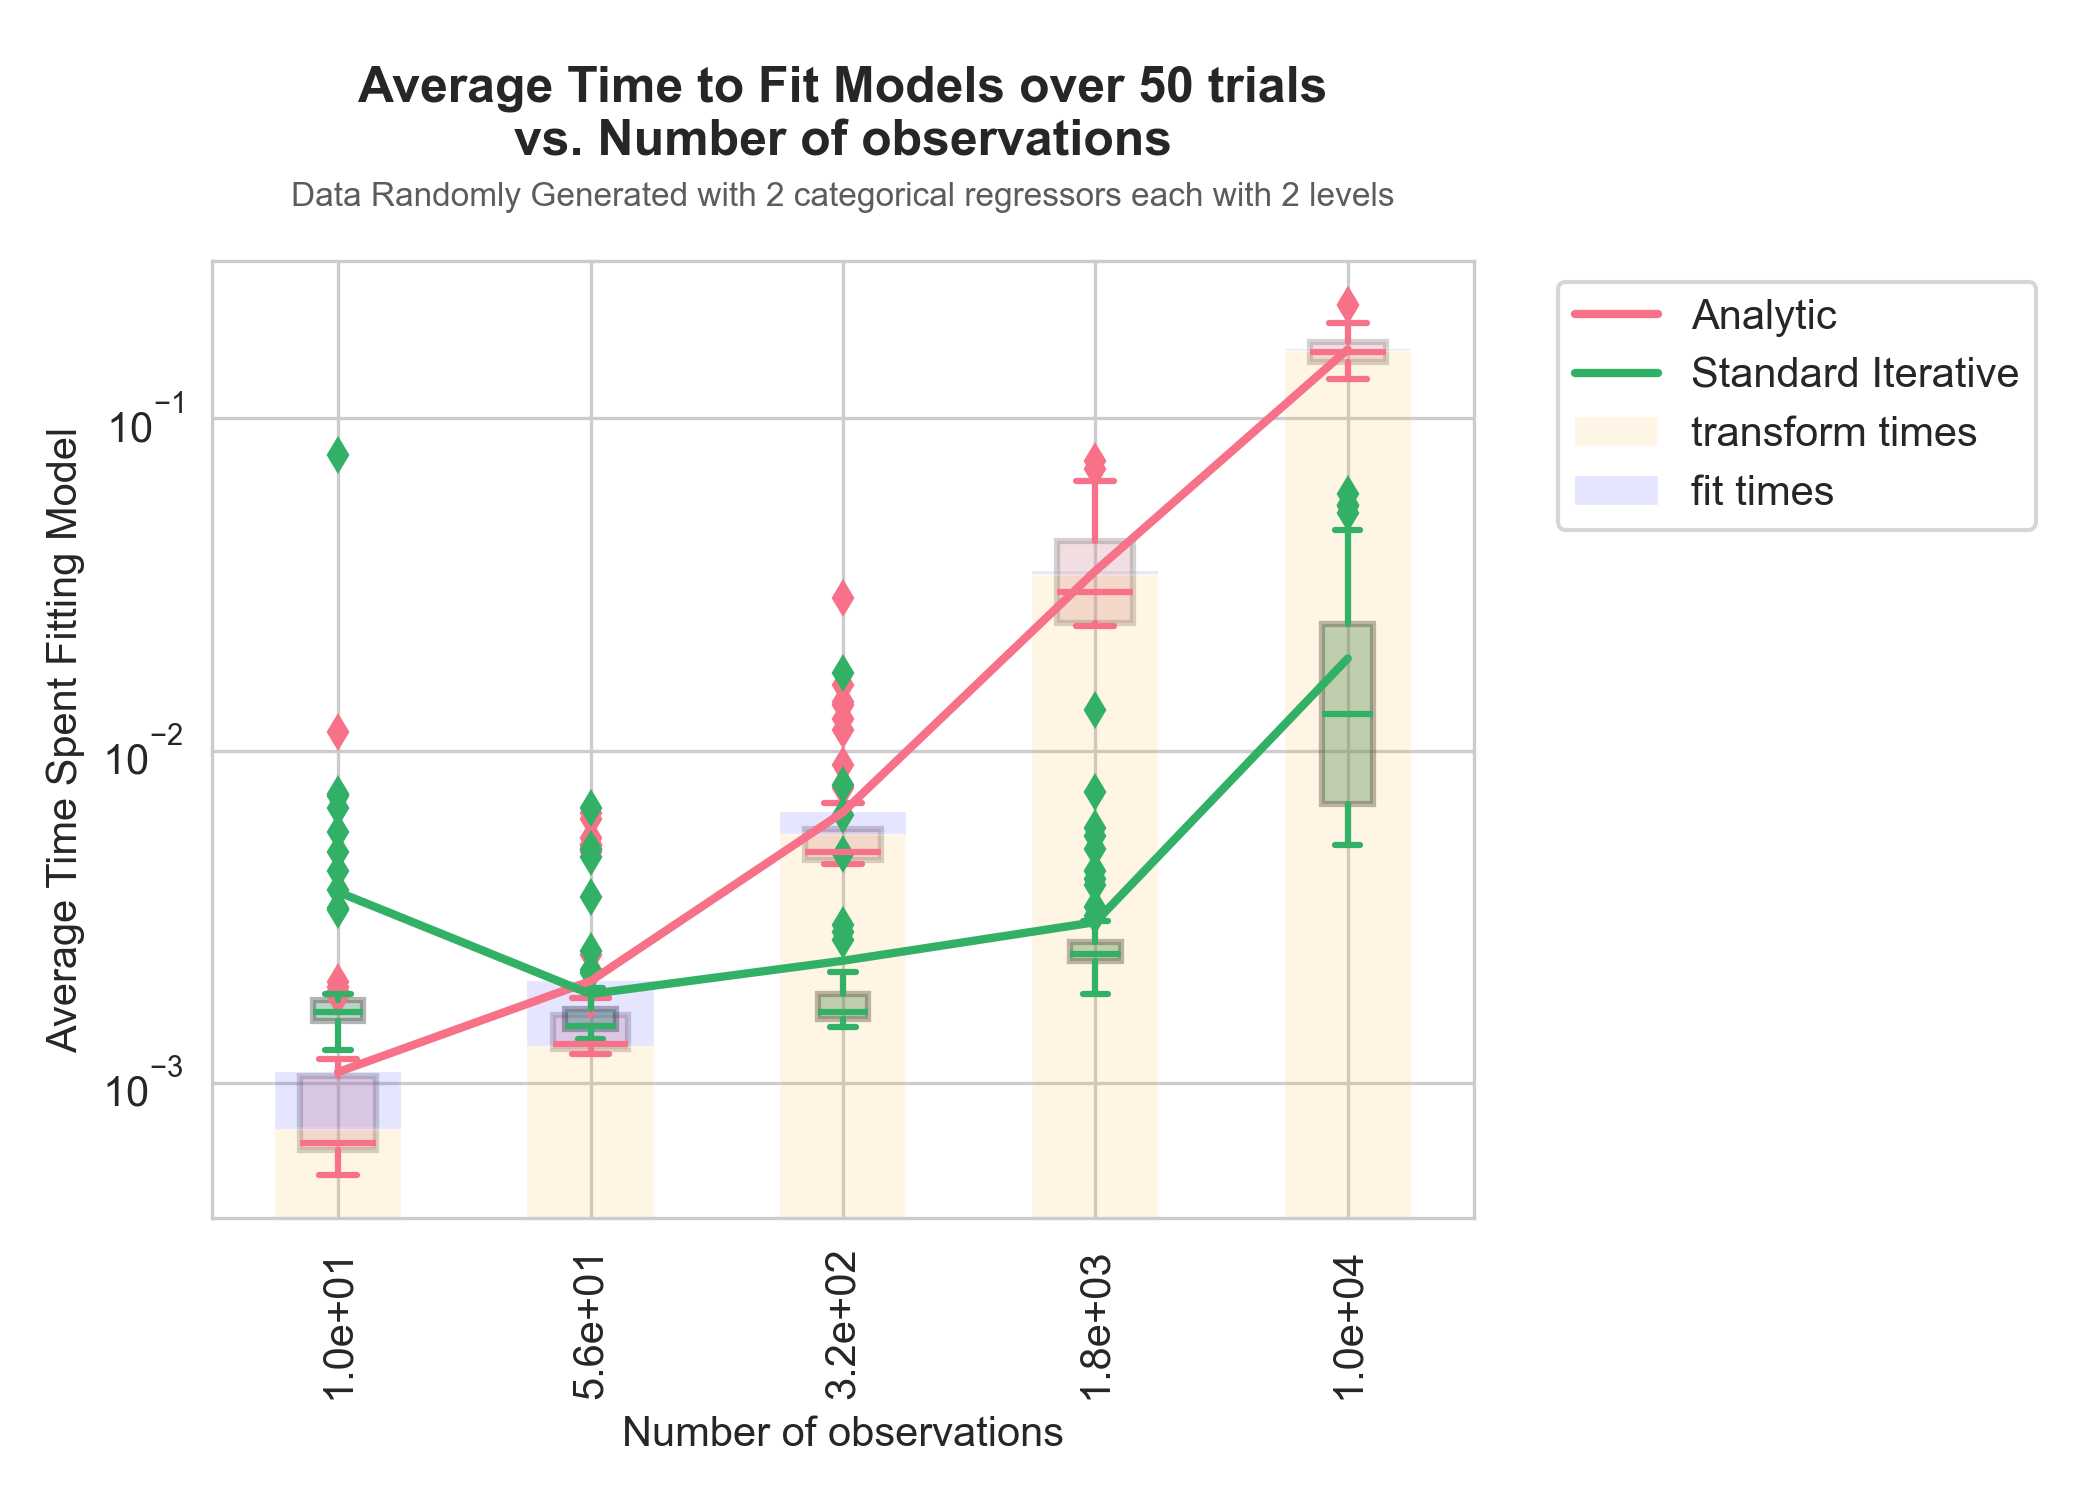 Average Time to Fit Models over 50 trials
vs. Number of observations
Data Randomly Generated with 2 categorical regressors each with 2 levels
Average Time Spent Fitting Model
10⁻¹
10⁻²
10⁻³
1.0e+01
5.6e+01
3.2e+02
1.8e+03
1.0e+04
Number of observations
Analytic
Standard Iterative
transform times
fit times